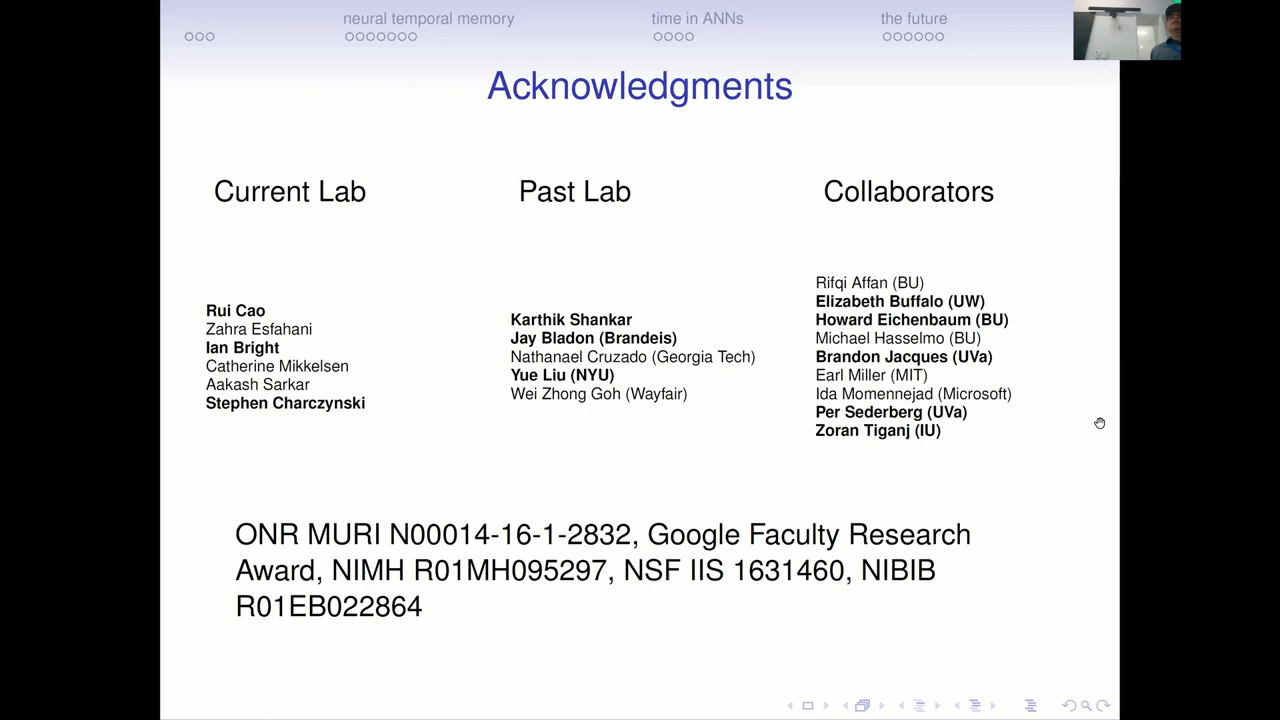 neural temporal memory
time in ANNs
the future
Acknowledgments
Current Lab
Rui Cao
Zahra Esfahani
Ian Bright
Catherine Mikkelsen
Aakash Sarkar
Stephen Charczynski
Past Lab
Karthik Shankar
Jay Bladon (Brandeis)
Nathanael Cruzado (Georgia Tech)
Yue Liu (NYU)
Wei Zhong Goh (Wayfair)
Collaborators
Rifqi Affan (BU)
Elizabeth Buffalo (UW)
Howard Eichenbaum (BU)
Michael Hasselmo (BU)
Brandon Jacques (UVa)
Earl Miller (MIT)
Ida Momennejad (Microsoft)
Per Sederberg (UVa)
Zoran Tiganj (IU)
ONR MURI N00014-16-1-2832, Google Faculty Research
Award, NIMH R01MH095297, NSF IIS 1631460, NIBIB
R01EB022864